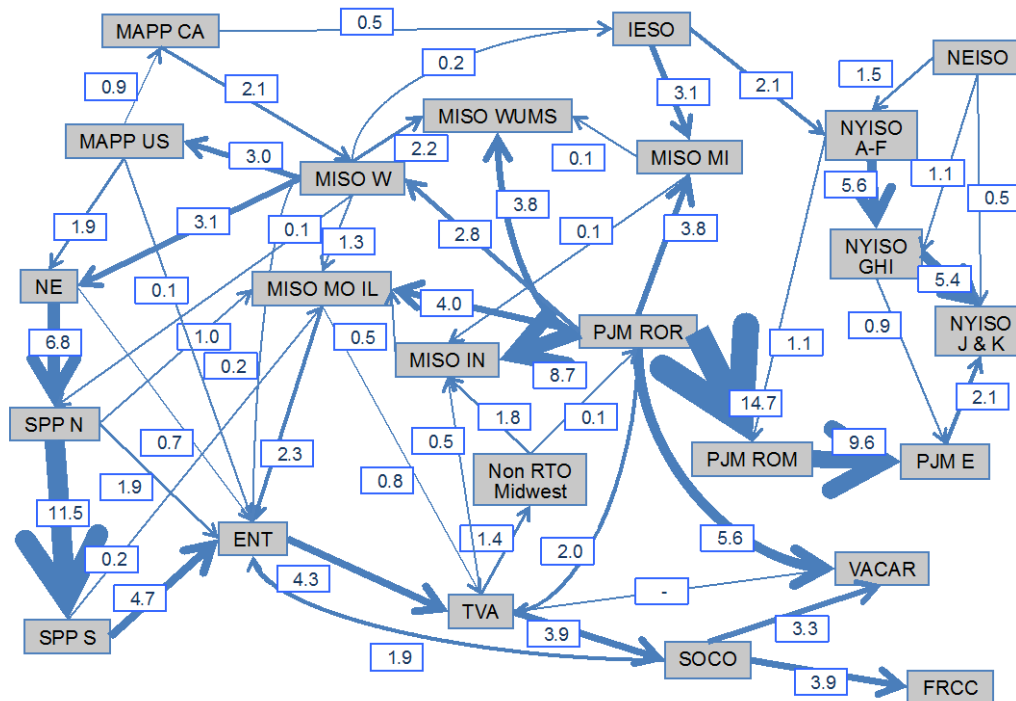 MAPP CA
0.5
IESO
NEISO
0.9
2.1
0.2
3.1
2.1
1.5
MAPP US
3.0
MISO W
2.2
MISO WUMS
0.1
MISO MI
NYISO
A-F
5.6
1.1
0.5
1.9
3.1
0.1
1.3
3.8
2.8
0.1
3.8
NYISO
GHI
5.4
NE
0.1
MISO MO IL
4.0
PJM ROR
NYISO
J & K
6.8
1.0
0.2
0.5
MISO IN
8.7
1.1
0.9
2.1
SPP N
0.7
2.3
0.5
1.8
0.1
14.7
PJM ROM
9.6
PJM E
11.5
1.9
0.8
Non RTO
Midwest
0.2
ENT
4.3
1.4
2.0
5.6
VACAR
4.7
TVA
-
SPP S
1.9
3.9
SOCO
3.3
3.9
FRCC